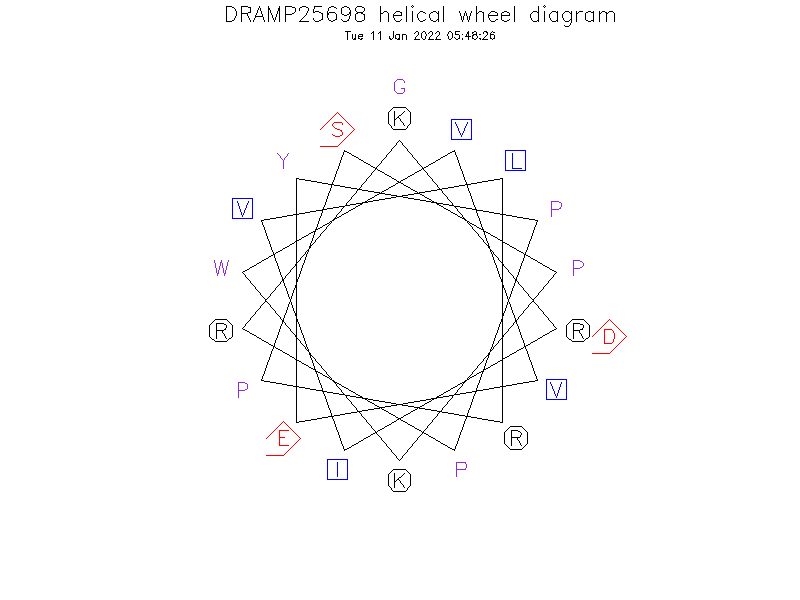 DRAMP25698 helical wheel diagram
Tue 11 Jan 2022 05:48:26
G
S K V
Y L
V P
W P
R R D
P V
E R
I K P